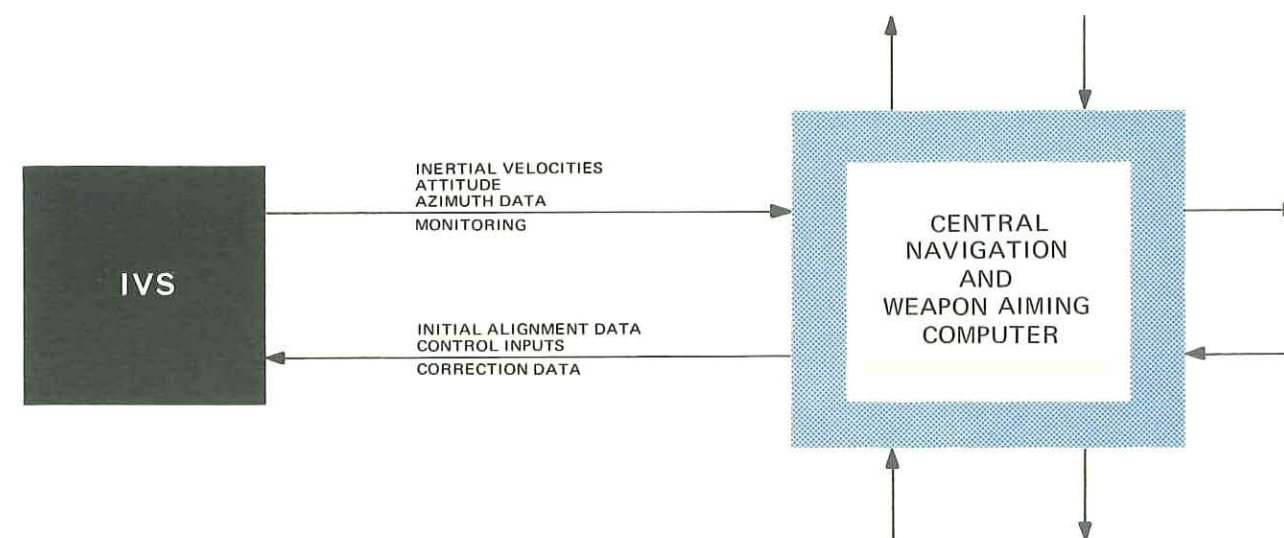 IVS
INERTIAL VELOCITIES
ATTITUDE
AZIMUTH DATA
MONITORING
INITIAL ALIGNMENT DATA
CONTROL INPUTS
CORRECTION DATA
CENTRAL
NAVIGATION
AND
WEAPON AIMING
COMPUTER